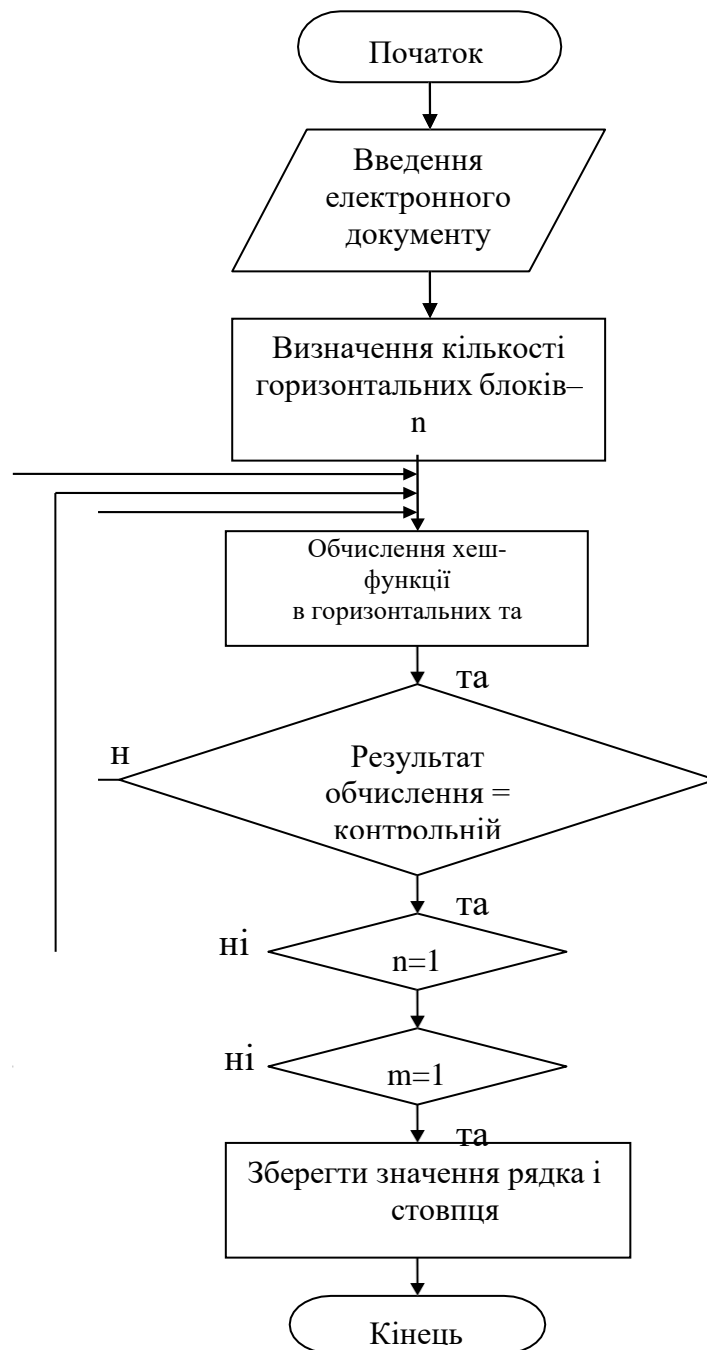 Початок
Введення
електронного
документу
Визначення кількості
горизонтальних блоків–
n
Обчислення хеш-
функції
в горизонтальних та
та
н
Результат
обчислення =
контрольній
та
ні
n=1
ні
m=1
та
Зберегти значення рядка і
стовпця
Кінець